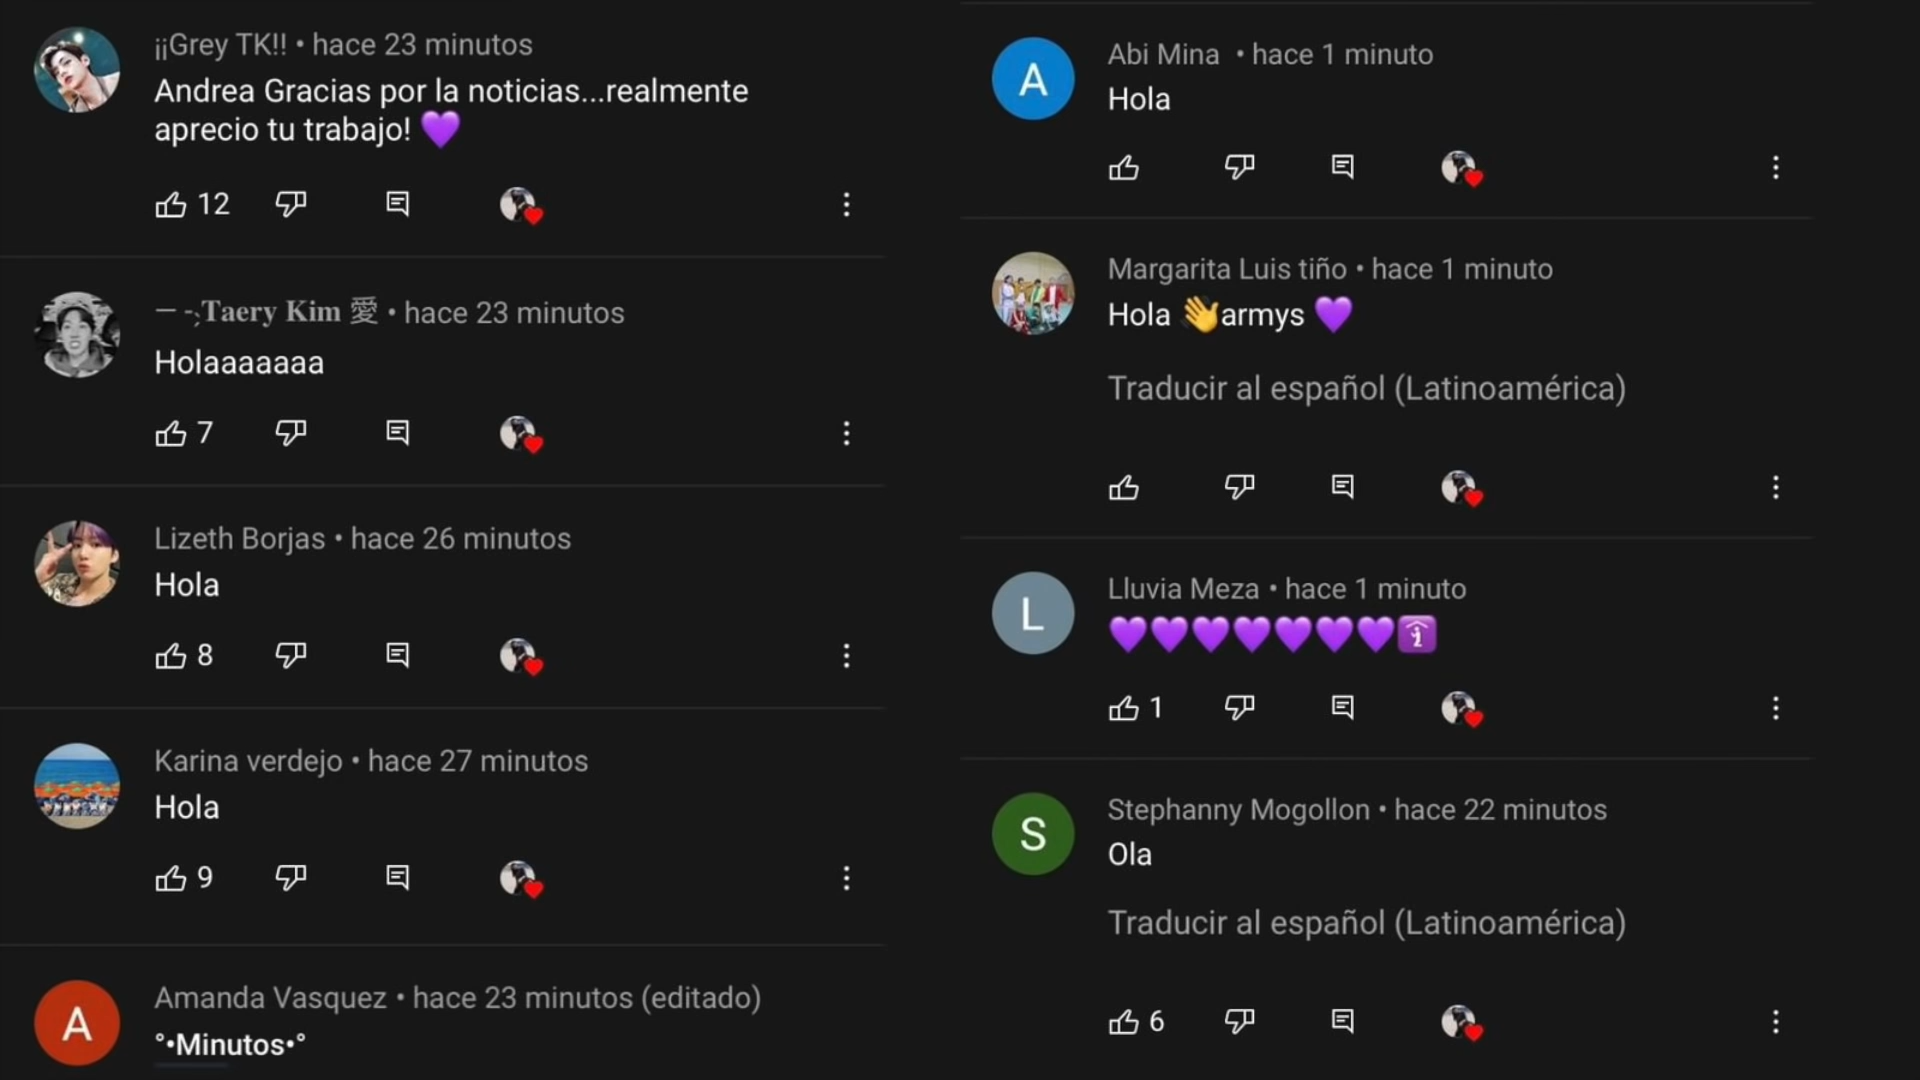 ¡¡Grey TK!! • hace 23 minutos
Andrea Gracias por la noticias...realmente
aprecio tu trabajo! 💜
12
— -;Taery Kim 愛 • hace 23 minutos
Holaaaaaaa
7
Lizeth Borjas • hace 26 minutos
Hola
8
Karina verdejo • hace 27 minutos
Hola
9
A
Amanda Vasquez • hace 23 minutos (editado)
°•Minutos•°
A
Abi Mina • hace 1 minuto
Hola
Margarita Luis tiño • hace 1 minuto
Hola 👋armys 💜
Traducir al español (Latinoamérica)
L
Lluvia Meza • hace 1 minuto
💜💜💜💜💜💜💜🛐
1
S
Stephanny Mogollon • hace 22 minutos
Ola
Traducir al español (Latinoamérica)
6